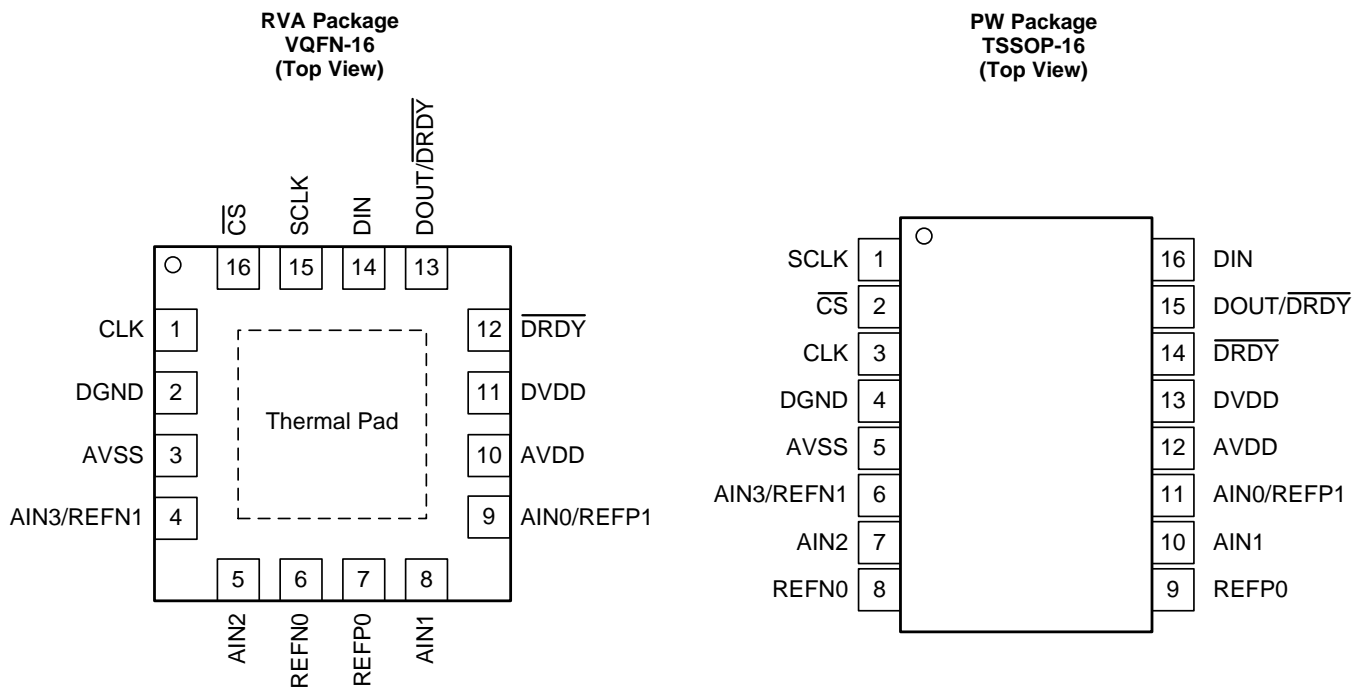 RVA Package
VQFN-16
(Top View)
CS
SCLK
DIN
DOUT/DRDY
16
15
14
13
CLK 1
DGND 2
AVSS 3
AIN3/REFN1 4
Thermal Pad
12 DRDY
11 DVDD
10 AVDD
9 AIN0/REFP1
5
6
7
8
AIN2
REFN0
REFP0
AIN1
PW Package
TSSOP-16
(Top View)
SCLK 1
CS 2
CLK 3
DGND 4
AVSS 5
AIN3/REFN1 6
AIN2 7
REFN0 8
16 DIN
15 DOUT/DRDY
14 DRDY
13 DVDD
12 AVDD
11 AIN0/REFP1
10 AIN1
9 REFP0